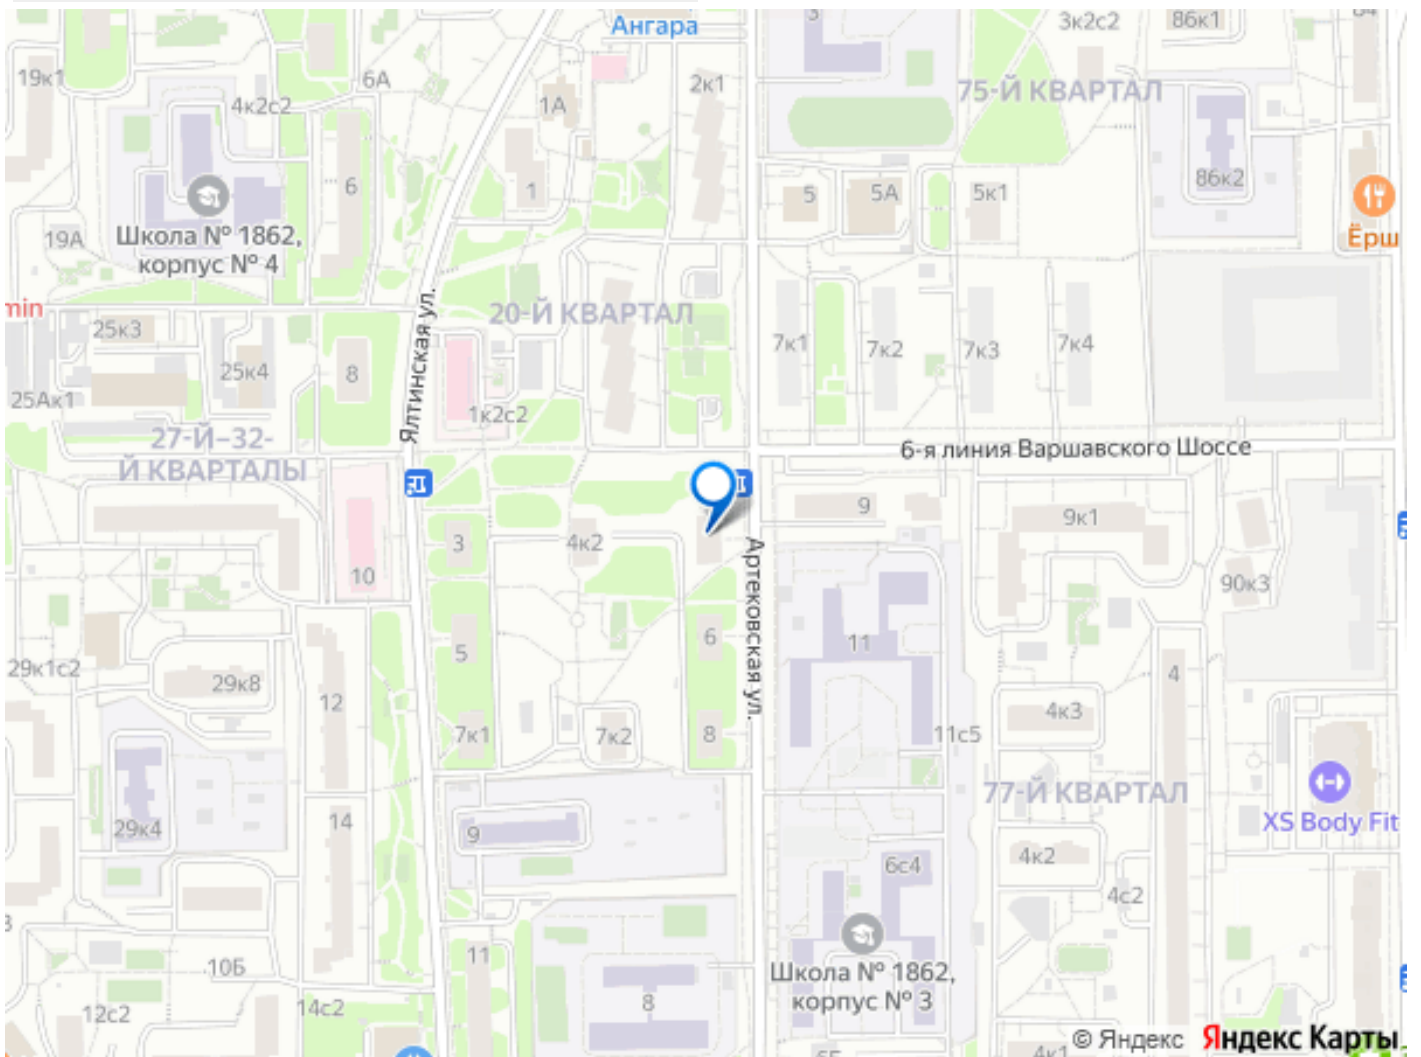 Ангара
3
3к2с2
86к1
19к1
6А
4к2с2
1А
2к1
75-Й КВАРТАЛ
6
1
5
5А
5к1
86к2
Школа № 1862,
корпус № 4
19А
Ёрш
min
20-Й КВАРТАЛ
25к3
25к4
8
Ялтинская ул.
7к1
7к2
7к3
7к4
25Ак1
1к2с2
27-Й–32-
Й КВАРТАЛЫ
6-я линия Варшавского Шоссе
9
9к1
3
4к2
10
Артековская ул.
90к3
5
6
11
29к1с2
29к8
12
4
4к3
7к1
7к2
8
11с5
77-Й КВАРТАЛ
XS Body Fit
29к4
14
9
4к2
6с4
4с2
11
10Б
Школа № 1862,
корпус № 3
12с2
14с2
8
4к1
© Яндекс
Яндекс Карты